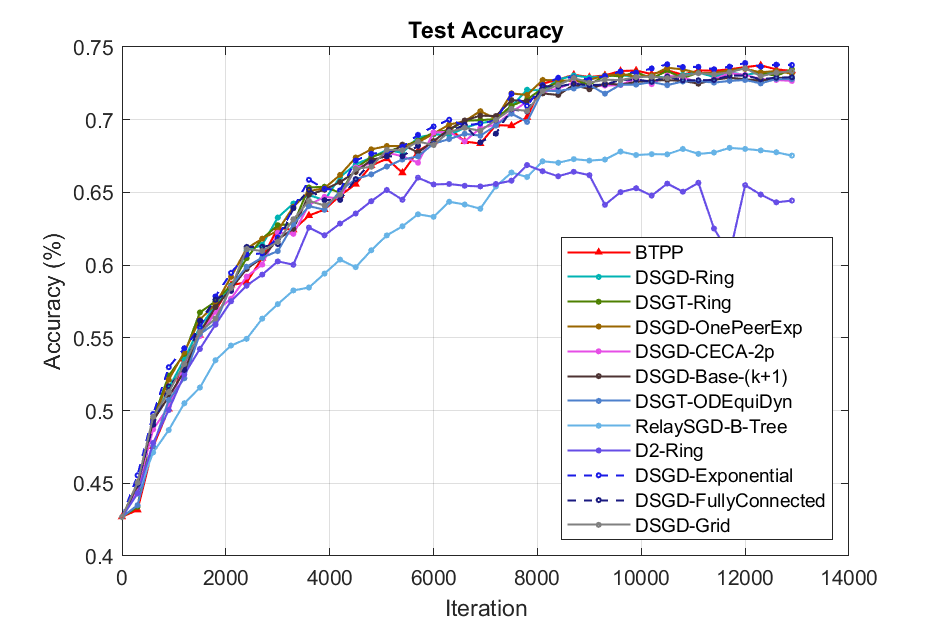 Test Accuracy
Accuracy (%)
0.75
0.7
0.65
0.6
0.55
0.5
0.45
0.4
BTPP
DSGD-Ring
DSGT-Ring
DSGD-OnePeerExp
DSGD-CECA-2p
DSGD-Base-(k+1)
DSGT-ODEquiDyn
RelaySGD-B-Tree
D2-Ring
DSGD-Exponential
DSGD-FullyConnected
DSGD-Grid
0 2000 4000 6000 8000 10000 12000 14000
Iteration